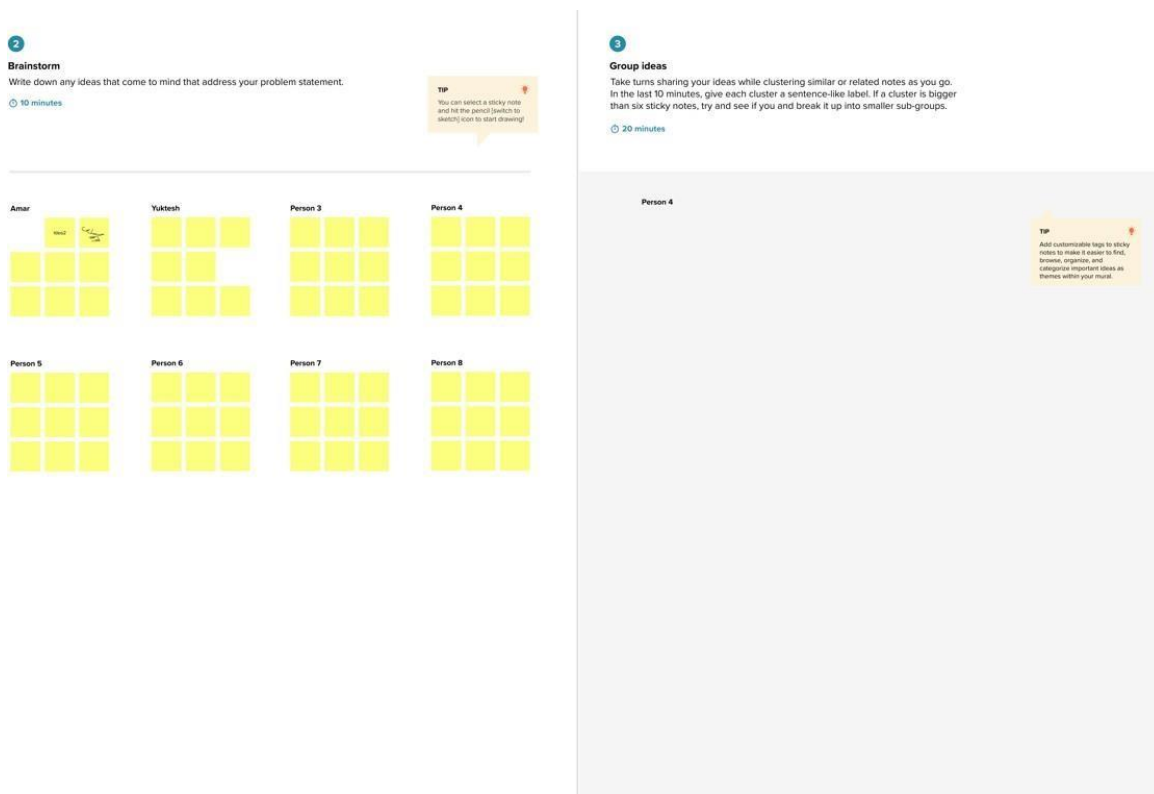 2
Brainstorm
Write down any ideas that come to mind that address your problem statement.
10 minutes
TIP
You can select a sticky note
and hit the pencil [switch to
sketch] icon to start drawing!
Amar
Yuktesh
Person 3
Person 4
Person 5
Person 6
Person 7
Person 8
3
Group ideas
Take turns sharing your ideas while clustering similar or related notes as you go.
In the last 10 minutes, give each cluster a sentence-like label. If a cluster is bigger
than six sticky notes, try and see if you and break it up into smaller sub-groups.
20 minutes
Person 4
TIP
Add customizable tags to sticky
notes to make it easier to find,
browse, organize, and
categorize important ideas as
themes within your mural.